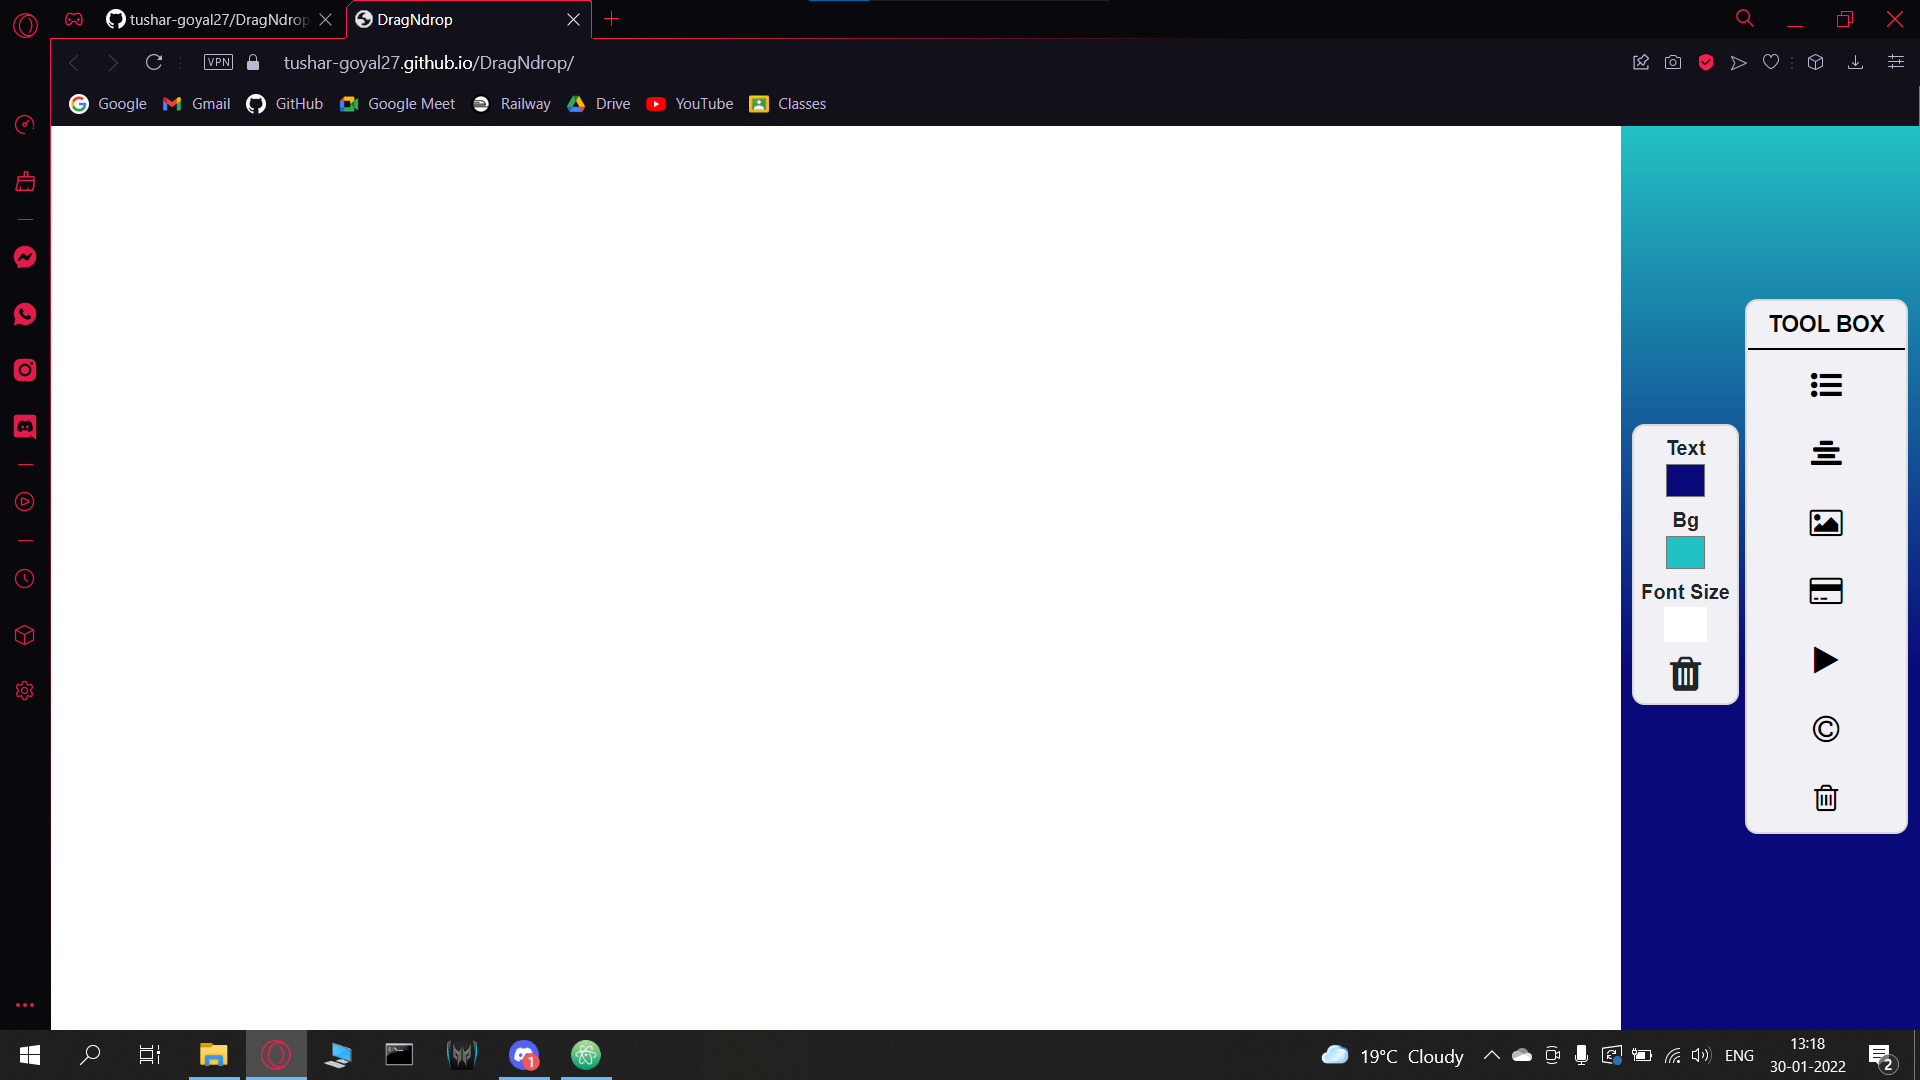 tushar-goyal27/DragNdrop
DragNdrop
VPN
tushar-goyal27.github.io/DragNdrop/
Google
Gmail
GitHub
Google Meet
Railway
Drive
YouTube
Classes
TOOL BOX
Text
Bg
Font Size
©
1
19°C Cloudy
ENG
13:18
30-01-2022
2